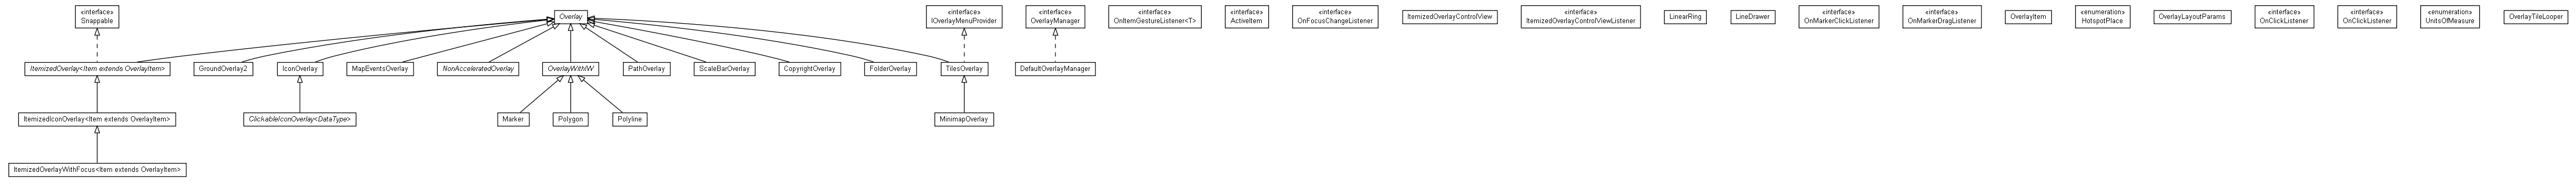 «interface»
Snappable
Overlay
«interface»
IOverlayMenuProvider
«interface»
OverlayManager
«interface»
OnItemGestureListener<T>
«interface»
ActiveItem
«interface»
OnFocusChangeListener
ItemizedOverlayControlView
«interface»
ItemizedOverlayControlViewListener
LinearRing
LineDrawer
«interface»
OnMarkerClickListener
«interface»
OnMarkerDragListener
OverlayItem
«enumeration»
HotspotPlace
OverlayLayoutParams
«interface»
OnClickListener
«interface»
OnClickListener
«enumeration»
UnitsOfMeasure
OverlayTileLooper
ItemizedOverlay<Item extends OverlayItem>
GroundOverlay2
IconOverlay
MapEventsOverlay
NonAcceleratedOverlay
OverlayWithIW
PathOverlay
ScaleBarOverlay
CopyrightOverlay
FolderOverlay
TilesOverlay
DefaultOverlayManager
ItemizedIconOverlay<Item extends OverlayItem>
ClickableIconOverlay<DataType>
Marker
Polygon
Polyline
MinimapOverlay
ItemizedOverlayWithFocus<Item extends OverlayItem>